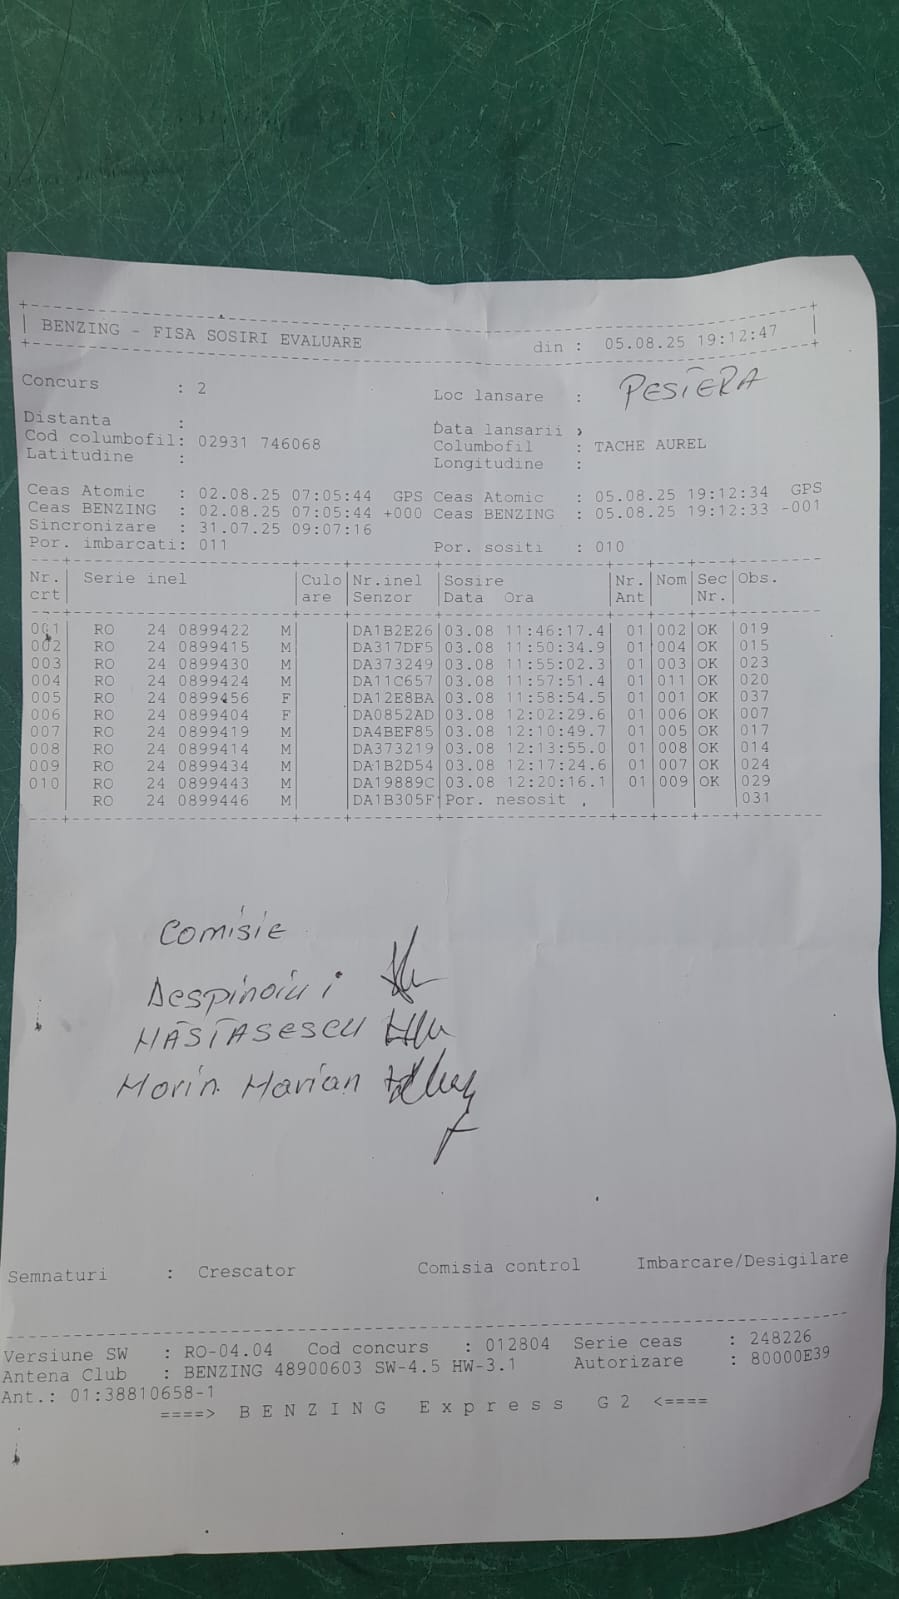 BENZING - FISA SOSIRI EVALUARE din : 05.08.25 19:12:47
Concurs : 2 Loc lansare : PESTERA
Distanta : Data lansarii :
Cod columbofil: 02931 746068 Columbofil : TACHE AUREL
Latitudine : Longitudine :
Ceas Atomic : 02.08.25 07:05:44 GPS Ceas Atomic : 05.08.25 19:12:34 GPS
Ceas BENZING : 02.08.25 07:05:44 +000 Ceas BENZING : 05.08.25 19:12:33 -001
Sincronizare : 31.07.25 09:07:16
Por. imbarcati: 011 Por. sositi : 010
Nr. Serie inel Culo Nr.inel Sosire Nr. Nom Sec Obs.
crt are Senzor Data Ora Ant Nr.
001 RO 24 0899422 M DA1B2E26 03.08 11:46:17.4 01 002 OK 019
002 RO 24 0899415 M DA317DF5 03.08 11:50:34.9 01 004 OK 015
003 RO 24 0899430 M DA373249 03.08 11:55:02.3 01 003 OK 023
004 RO 24 0899424 M DA11C657 03.08 11:57:51.4 01 011 OK 020
005 RO 24 0899456 F DA12E8BA 03.08 11:58:54.5 01 001 OK 037
006 RO 24 0899404 F DA0852AD 03.08 12:02:29.6 01 006 OK 007
007 RO 24 0899419 M DA4BEF85 03.08 12:10:49.7 01 005 OK 017
008 RO 24 0899414 M DA373219 03.08 12:13:55.0 01 008 OK 014
009 RO 24 0899434 M DA1B2D54 03.08 12:17:24.6 01 007 OK 024
010 RO 24 0899443 M DA19889C 03.08 12:20:16.1 01 009 OK 029
RO 24 0899446 M DA1B305F Por. nesosit 031
Comisie
Despinoiu i
NĂSTASESCU
Morin Marian
Semnaturi : Crescator Comisia control Imbarcare/Desigilare
Versiune SW : RO-04.04 Cod concurs : 012804 Serie ceas : 248226
Antena Club : BENZING 48900603 SW-4.5 HW-3.1 Autorizare : 80000E39
Ant.: 01:38810658-1
====> BENZING Express G2 <====